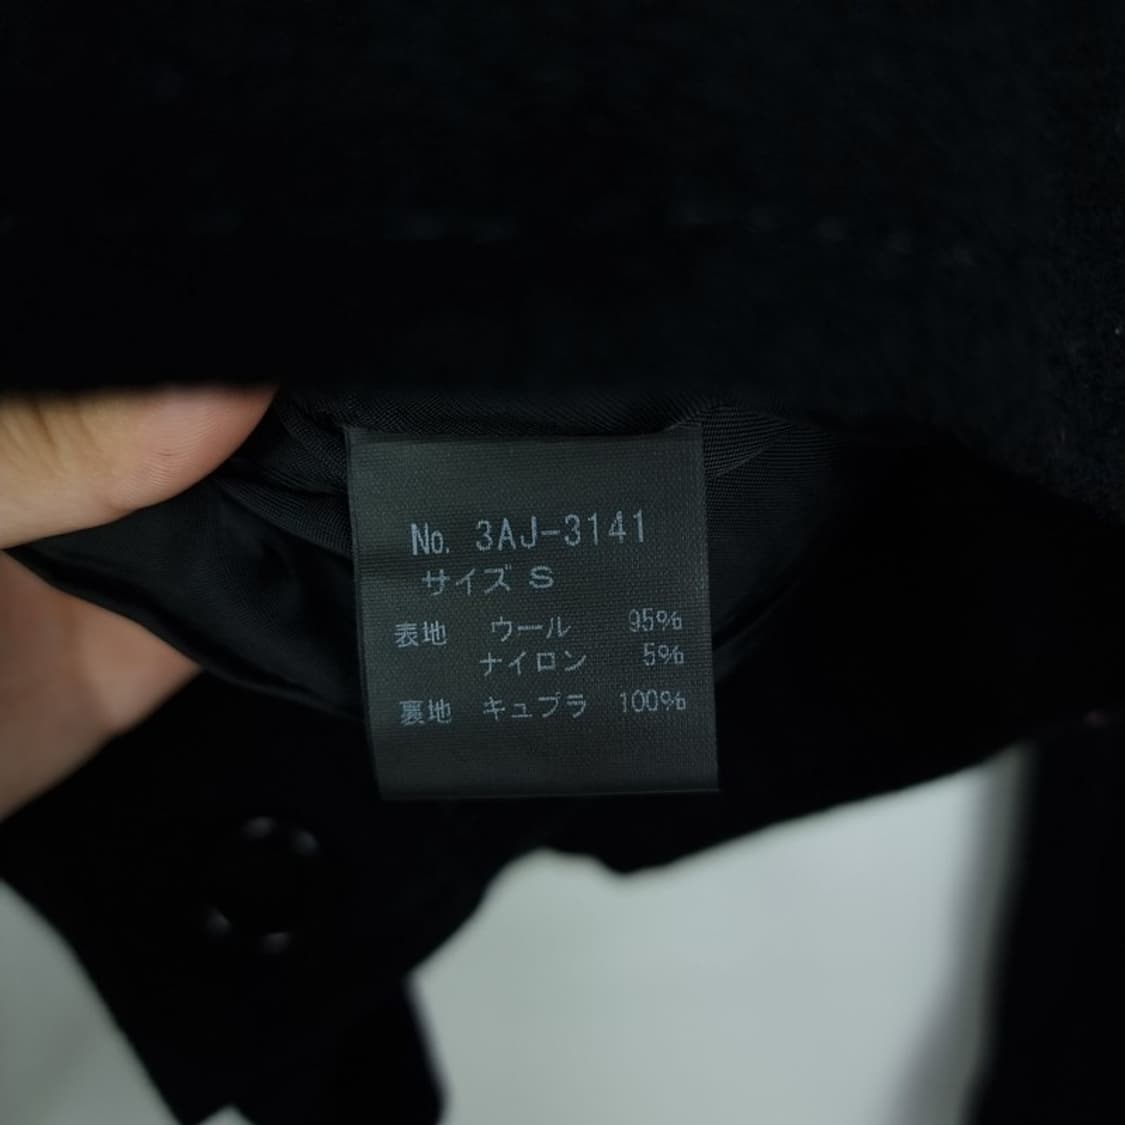 No. 3AJ-3141
サイズ S
表地 ウール 95%
ナイロン 5%
裏地 キュプラ 100%